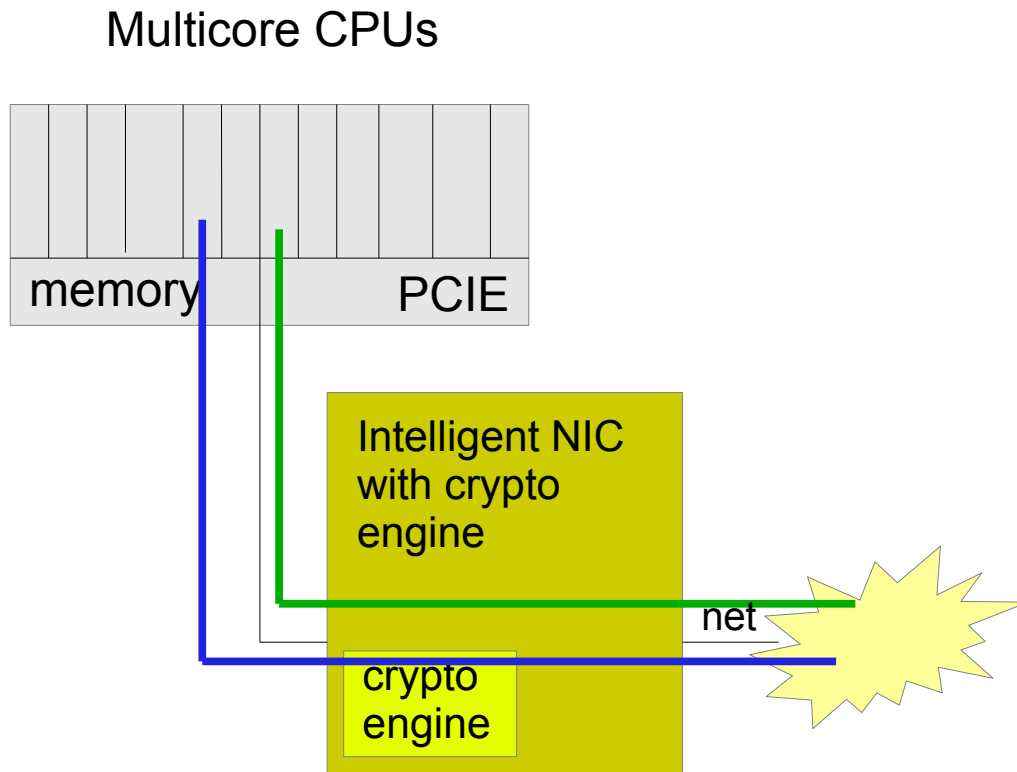 Multicore CPUs
memory
PCIE
Intelligent NIC
with crypto
engine
net
crypto
engine